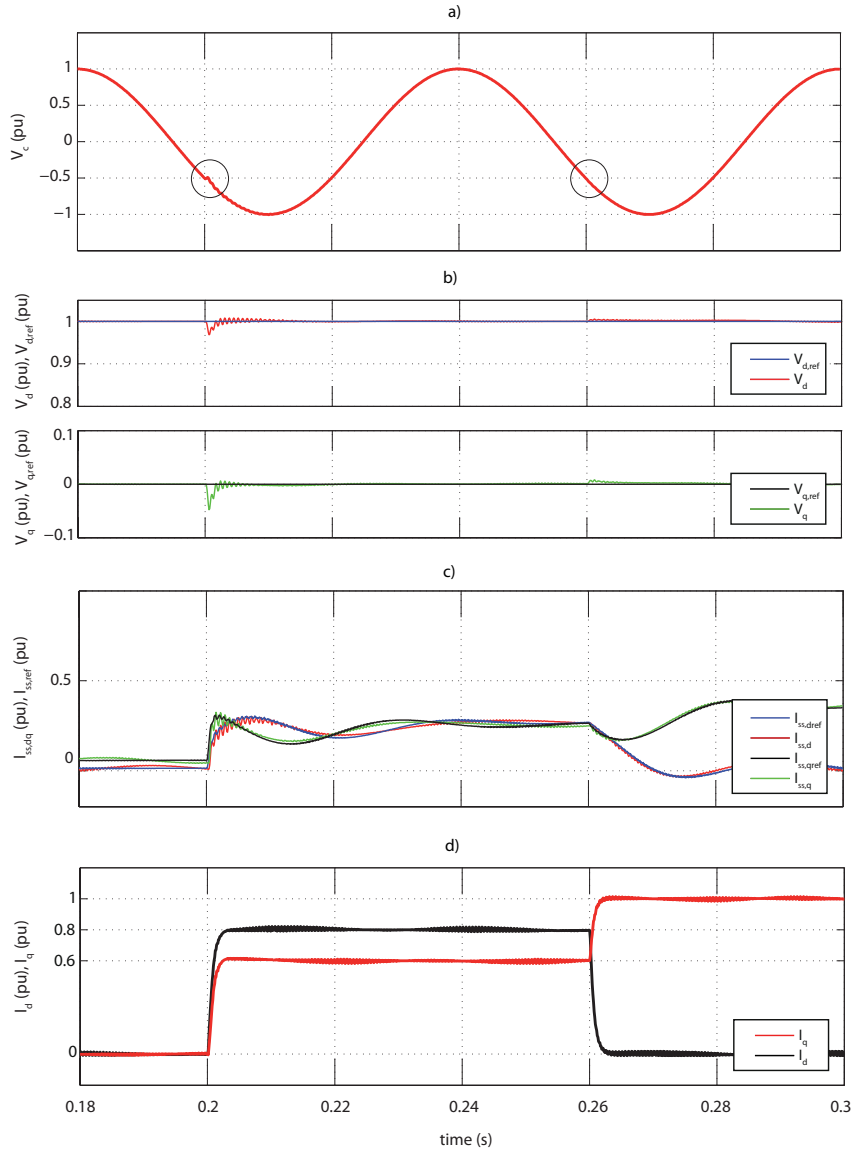 a)
1
0.5
0
−0.5
−1
V_c (pu)
b)
1
0.9
0.8
V_d (pu), V_d,ref (pu)
V_d,ref
V_d
0.1
0
−0.1
V_q (pu), V_q,ref (pu)
V_q,ref
V_q
c)
0.5
0
I_ss,dq (pu), I_ss,ref (pu)
I_ss,dref
I_ss,d
I_ss,qref
I_ss,q
d)
1
0.8
0.6
0
I_d (pu), I_q (pu)
I_q
I_d
0.18 0.2 0.22 0.24 0.26 0.28 0.3
time (s)